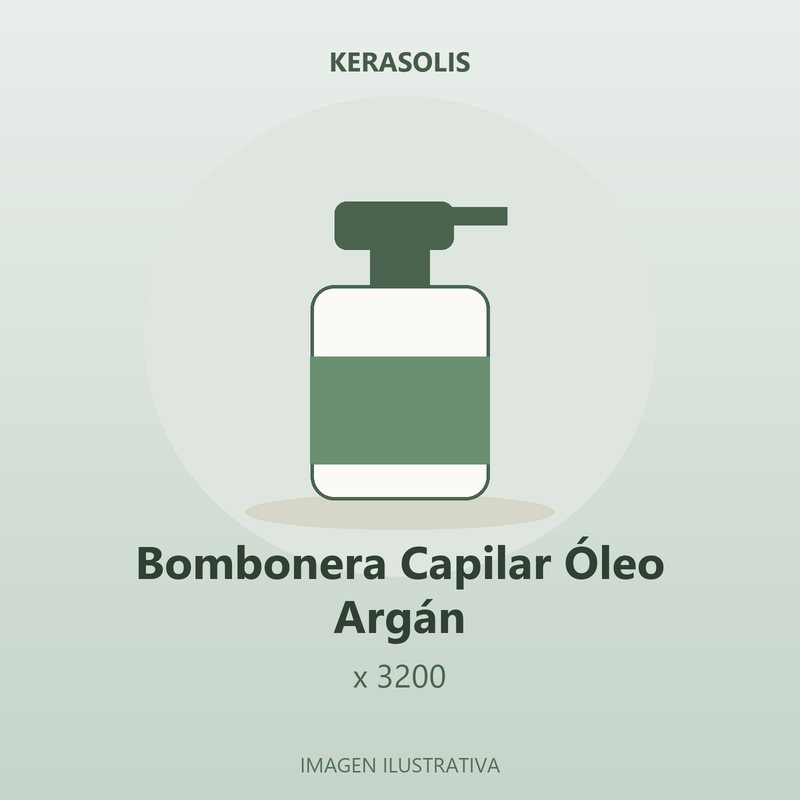 KERASOLIS
Bombonera Capilar Óleo
Argán
x 3200
IMAGEN ILUSTRATIVA